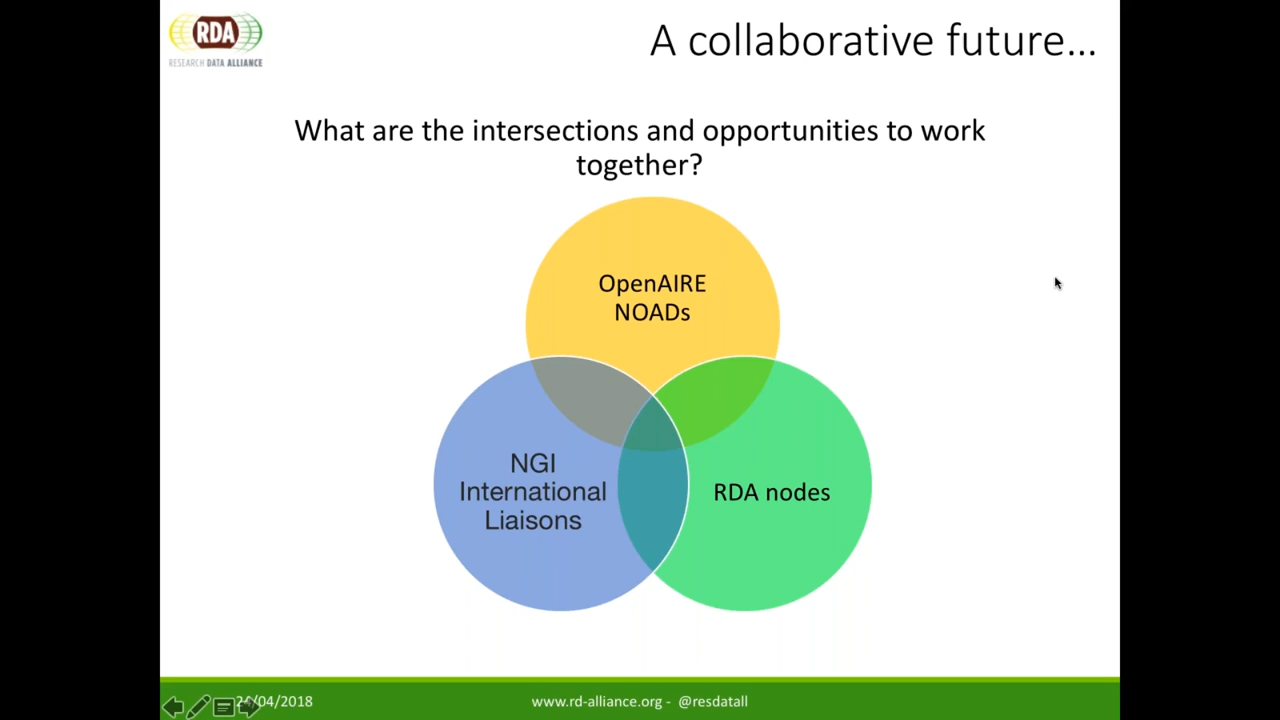 RDA
RESEARCH DATA ALLIANCE
A collaborative future...
What are the intersections and opportunities to work
together?
OpenAIRE
NOADs
NGI
International
Liaisons
RDA nodes
24/04/2018
www.rd-alliance.org - @resdatall